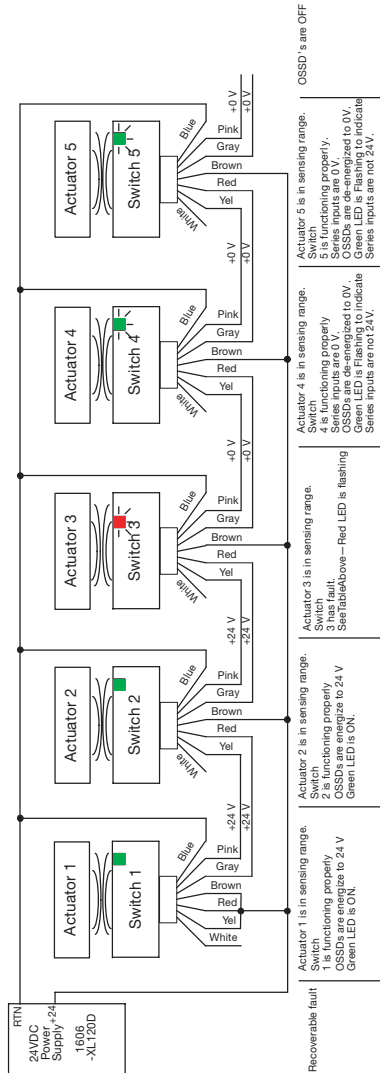 RTN
24VDC
Power
Supply +24
1606
-XL120D
Actuator 1
Switch 1
Blue
Pink
Gray
Brown
Red
Yel
White
+24 V
+24 V
Actuator 2
Switch 2
Blue
Pink
Gray
Brown
Red
Yel
White
+24 V
+24 V
Actuator 3
Switch 3
Blue
Pink
Gray
Brown
Red
Yel
White
+0 V
+0 V
Actuator 4
Switch 4
Blue
Pink
Gray
Brown
Red
Yel
White
+0 V
+0 V
Actuator 5
Switch 5
Blue
Pink
Gray
Brown
Red
Yel
White
+0 V
+0 V
Recoverable fault
Actuator 1 is in sensing range.
Switch
1 is functioning properly
OSSDs are energize to 24 V
Green LED is ON.
Actuator 2 is in sensing range.
Switch
2 is functioning properly
OSSDs are energize to 24 V
Green LED is ON.
Actuator 3 is in sensing range.
Switch
3 has fault.
SeeTableAbove—Red LED is flashing
Actuator 4 is in sensing range.
Switch
4 is functioning properly
Series inputs are 0 V.
OSSDs are de-energized to 0V.
Green LED is Flashing to indicate
Series inputs are not 24V.
Actuator 5 is in sensing range.
Switch
5 is functioning properly.
Series inputs are 0V.
OSSDs are de-energized to 0V.
Green LED is Flashing to indicate
Series inputs are not 24V.
OSSD's are OFF